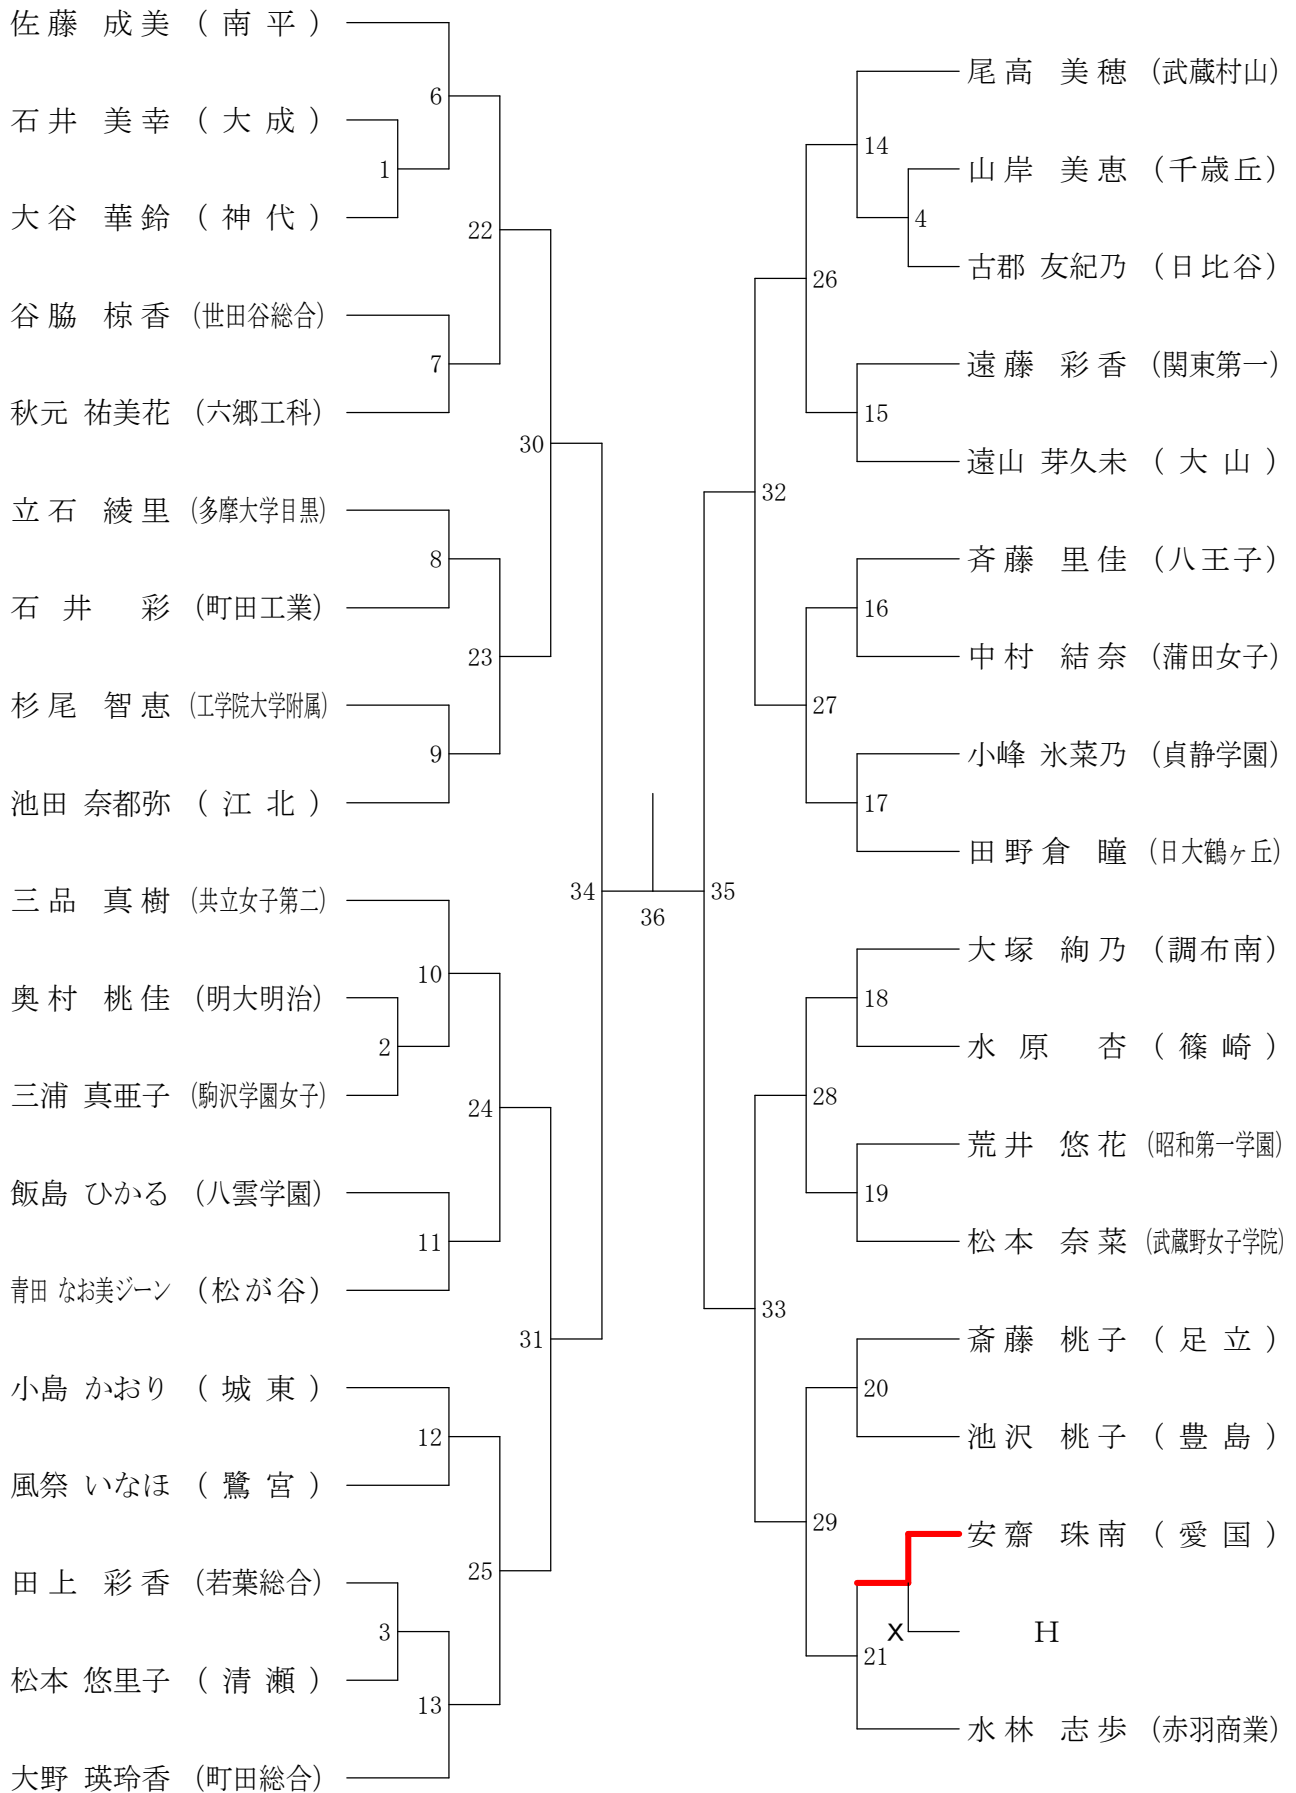 佐藤 成美 (南平)
6
石井 美幸 (大成)
1
大谷 華鈴 (神代)
22
谷脇 椋香 (世田谷総合)
7
秋元 祐美花 (六郷工科)
30
立石 綾里 (多摩大学目黒)
8
石井 彩 (町田工業)
23
杉尾 智恵 (工学院大学附属)
9
池田 奈都弥 (江北)
34
三品 真樹 (共立女子第二)
10
奥村 桃佳 (明大明治)
2
三浦 真亜子 (駒沢学園女子)
24
飯島 ひかる (八雲学園)
11
青田 なお美ジーン (松が谷)
31
小島 かおり (城東)
12
風祭 いなほ (鷺宮)
25
田上 彩香 (若葉総合)
3
松本 悠里子 (清瀬)
13
大野 瑛玲香 (町田総合)
36
尾高 美穂 (武蔵村山)
14
山岸 美恵 (千歳丘)
4
古郡 友紀乃 (日比谷)
26
遠藤 彩香 (関東第一)
15
遠山 芽久未 (大山)
32
斉藤 里佳 (八王子)
16
中村 結奈 (蒲田女子)
27
小峰 氷菜乃 (貞静学園)
17
田野倉 瞳 (日大鶴ヶ丘)
35
大塚 絢乃 (調布南)
18
水原 杏 (篠崎)
28
荒井 悠花 (昭和第一学園)
19
松本 奈菜 (武蔵野女子学院)
33
斎藤 桃子 (足立)
20
池沢 桃子 (豊島)
29
安齋 珠南 (愛国)
x H
21
水林 志歩 (赤羽商業)